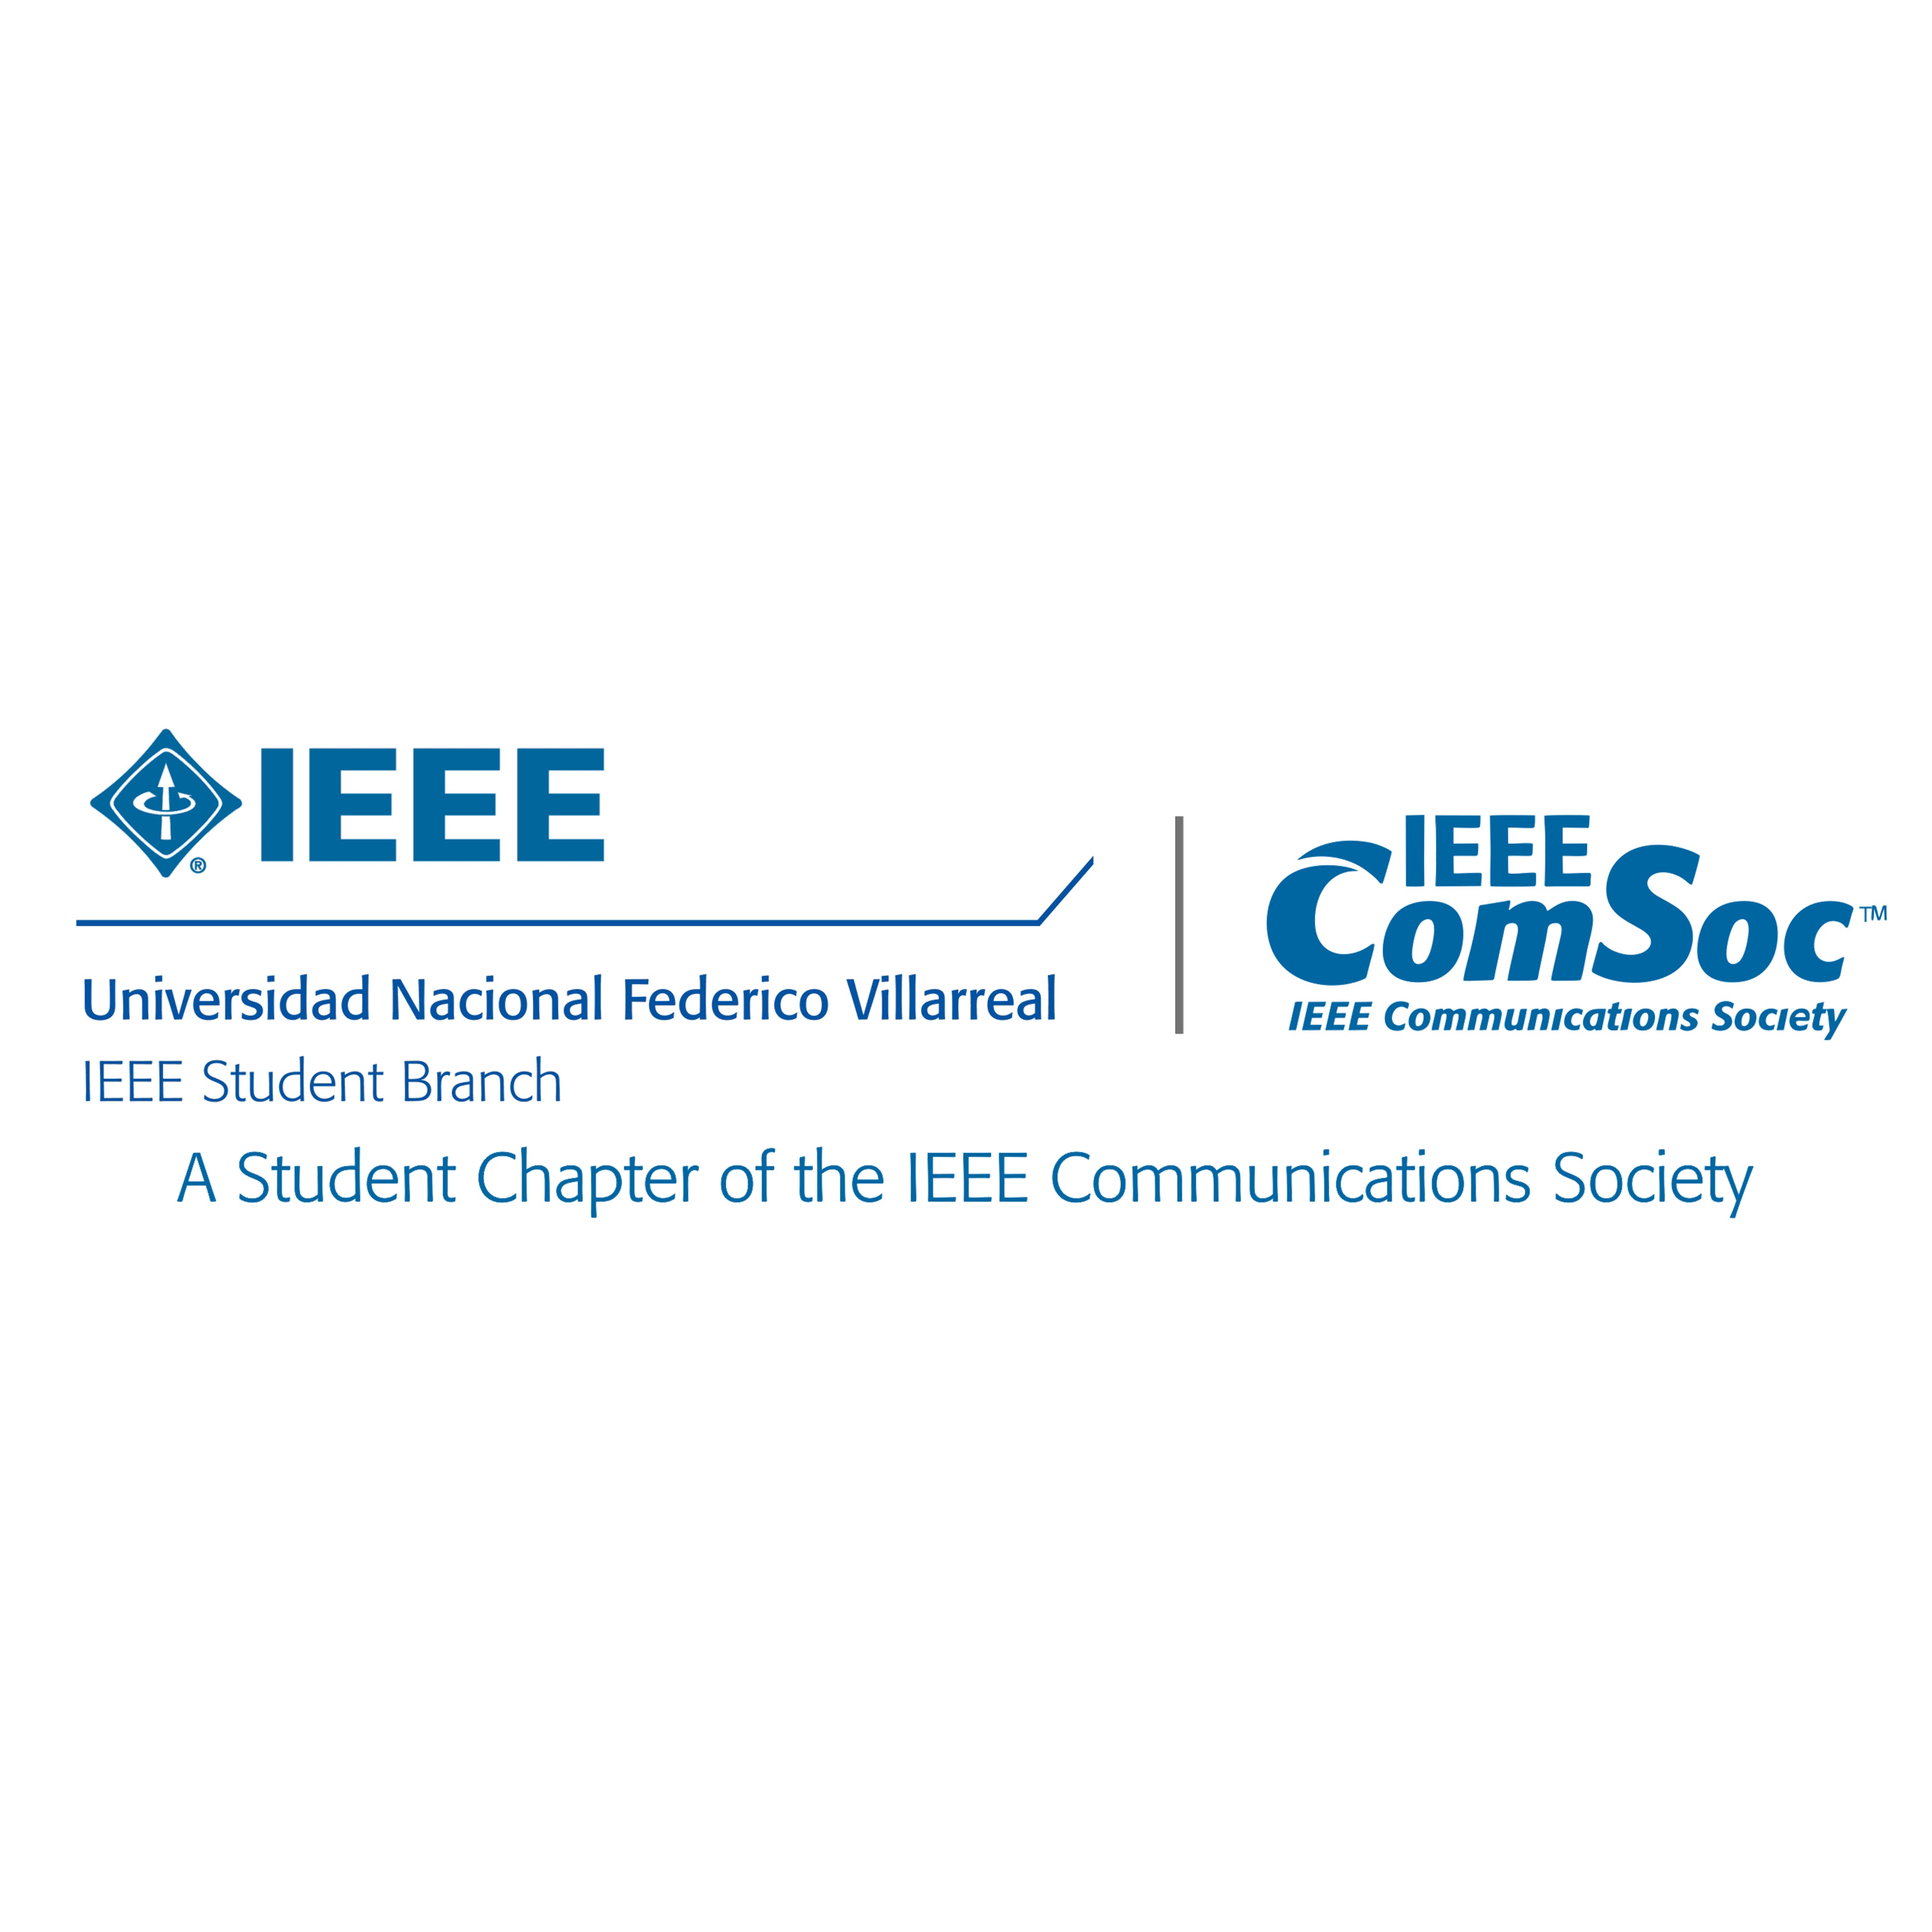 IEEE
®
Universidad Nacional Federico Villarreal
IEEE Student Branch
IEEE
ComSoc™
IEEE Communications Society
A Student Chapter of the IEEE Communications Society